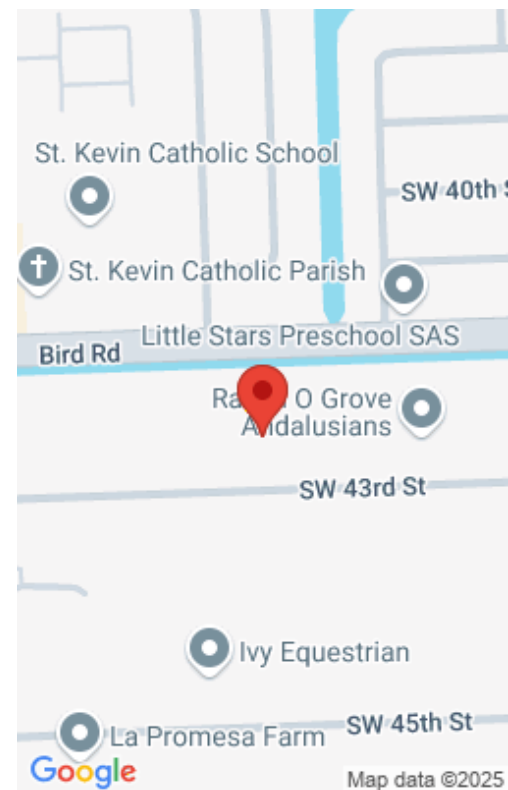 St. Kevin Catholic School
SW 40th
St. Kevin Catholic Parish
Little Stars Preschool SAS
Bird Rd
O Grove
Andalusians
SW 43rd St
Ivy Equestrian
SW 45th St
La Promesa Farm
Google
Map data ©2025